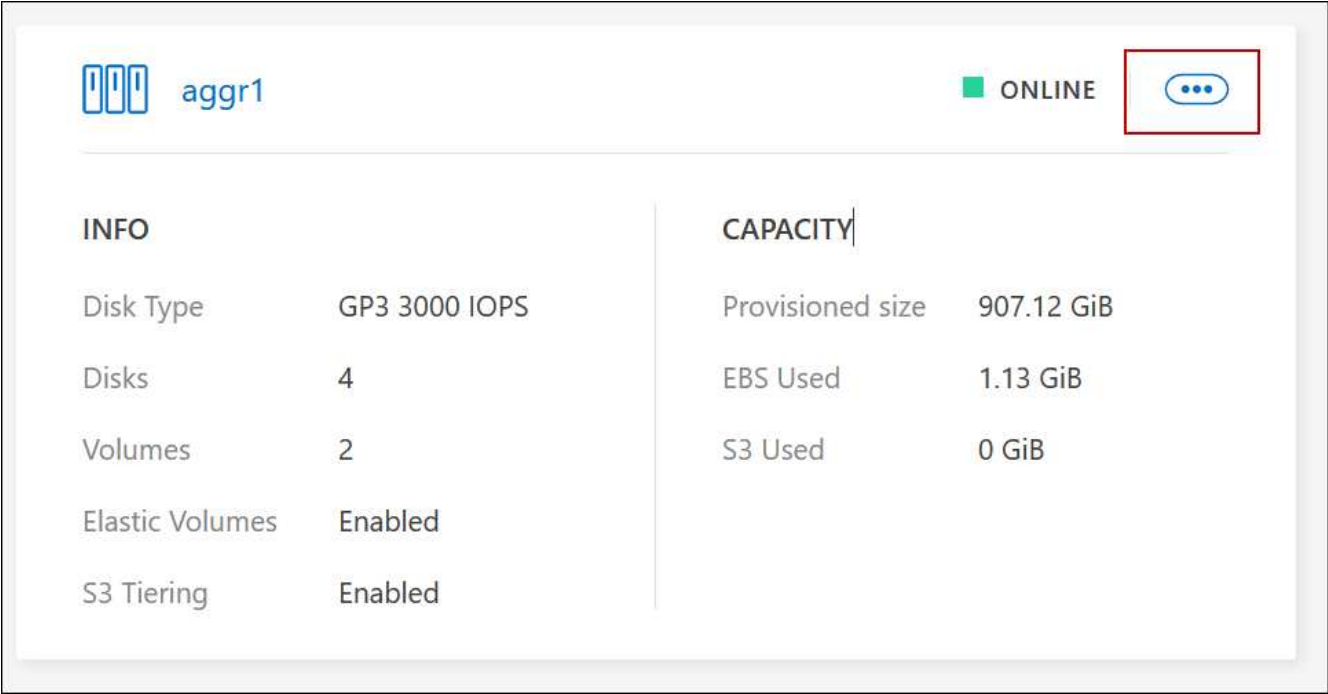 aggr1
ONLINE
INFO
Disk Type GP3 3000 IOPS
Disks 4
Volumes 2
Elastic Volumes Enabled
S3 Tiering Enabled
CAPACITY
Provisioned size 907.12 GiB
EBS Used 1.13 GiB
S3 Used 0 GiB